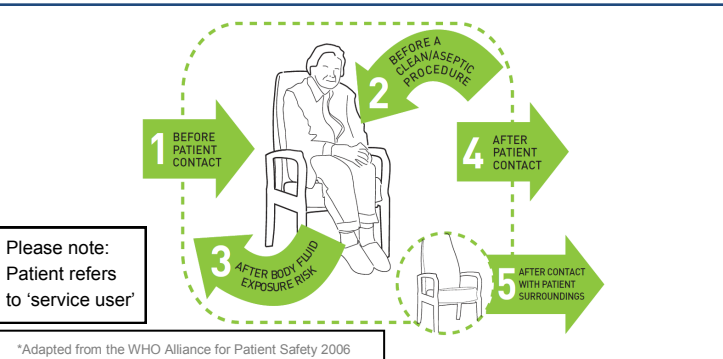 1 BEFORE
PATIENT
CONTACT
2 BEFORE A
CLEAN/ASEPTIC
PROCEDURE
3 AFTER BODY FLUID
EXPOSURE RISK
4 AFTER
PATIENT
CONTACT
5 AFTER CONTACT
WITH PATIENT
SURROUNDINGS
Please note:
Patient refers
to ‘service user’
*Adapted from the WHO Alliance for Patient Safety 2006